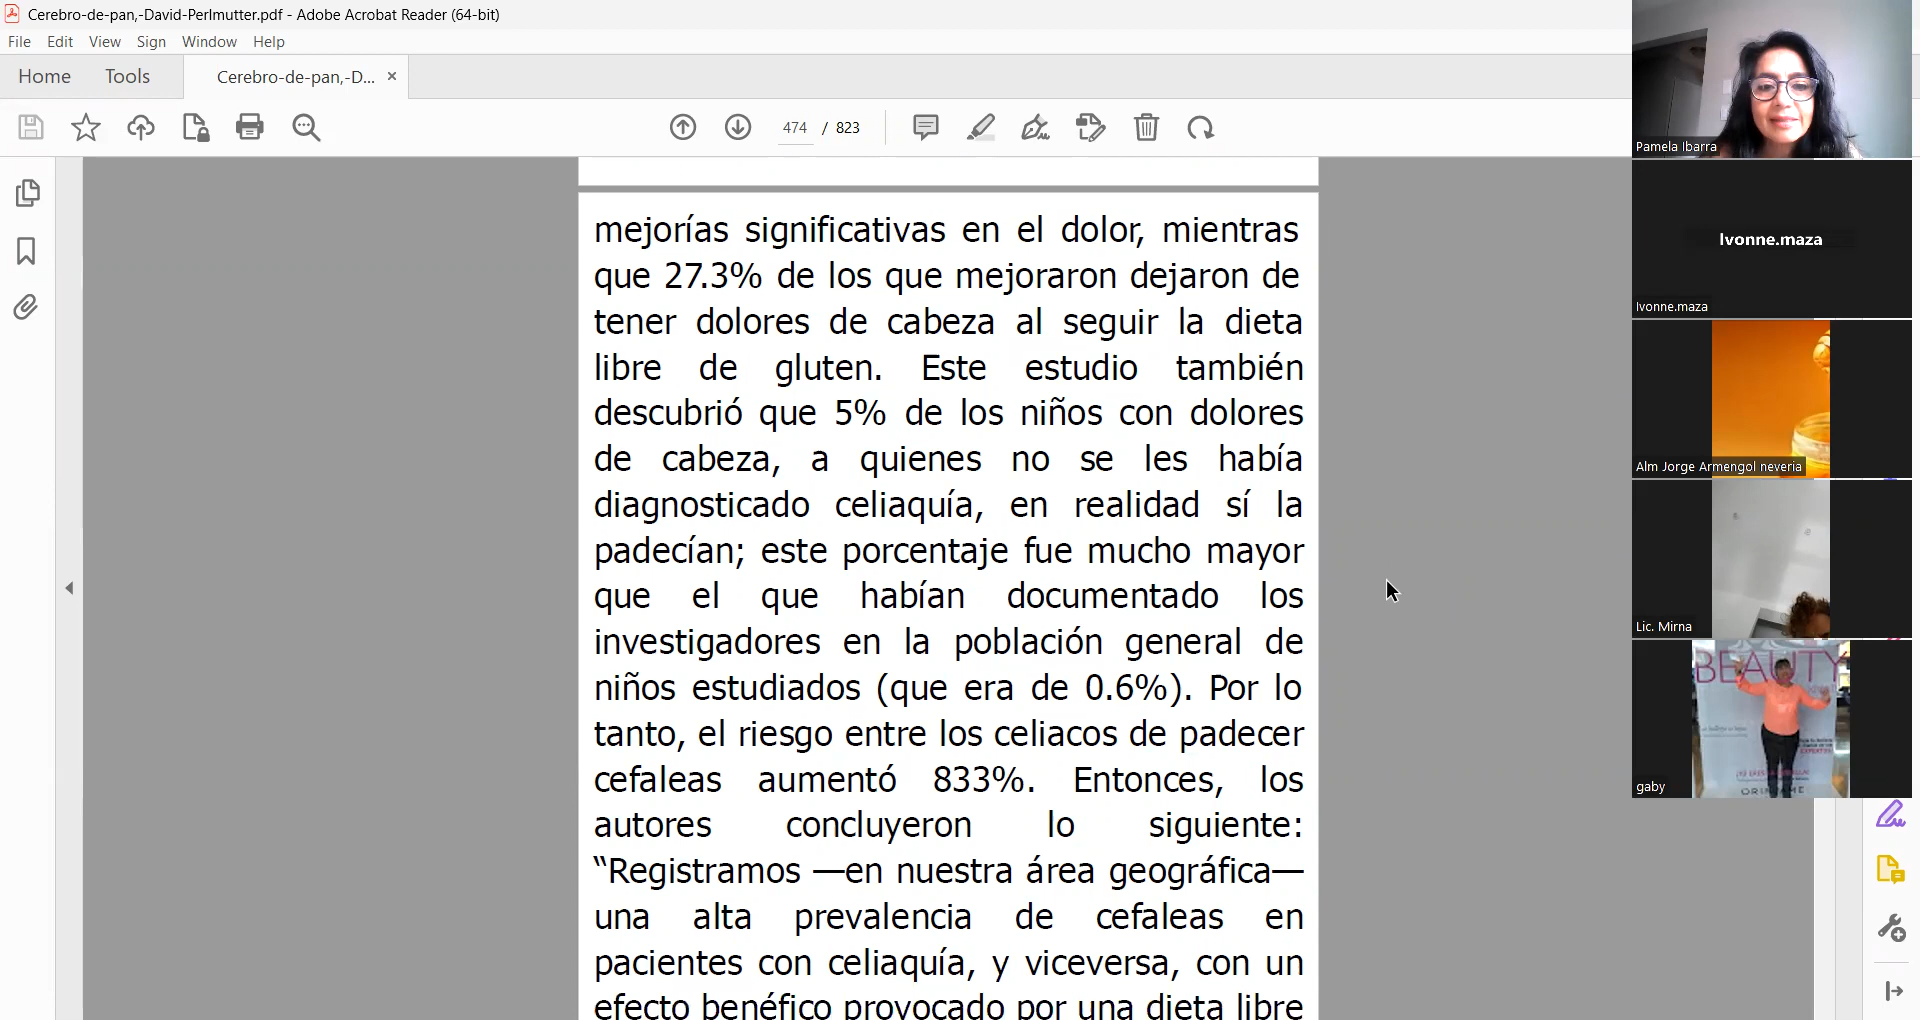 Cerebro-de-pan,-David-Perlmutter.pdf - Adobe Acrobat Reader (64-bit)
File Edit View Sign Window Help
Home Tools Cerebro-de-pan,-D... ×
474 / 823
mejorías significativas en el dolor, mientras
que 27.3% de los que mejoraron dejaron de
tener dolores de cabeza al seguir la dieta
libre de gluten. Este estudio también
descubrió que 5% de los niños con dolores
de cabeza, a quienes no se les había
diagnosticado celiaquía, en realidad sí la
padecían; este porcentaje fue mucho mayor
que el que habían documentado los
investigadores en la población general de
niños estudiados (que era de 0.6%). Por lo
tanto, el riesgo entre los celiacos de padecer
cefaleas aumentó 833%. Entonces, los
autores concluyeron lo siguiente:
“Registramos —en nuestra área geográfica—
una alta prevalencia de cefaleas en
pacientes con celiaquía, y viceversa, con un
efecto benéfico provocado por una dieta libre
Pamela Ibarra
Ivonne.maza
Ivonne.maza
Alm Jorge Armengol neveria
Lic. Mirna
BEAUTY
gaby